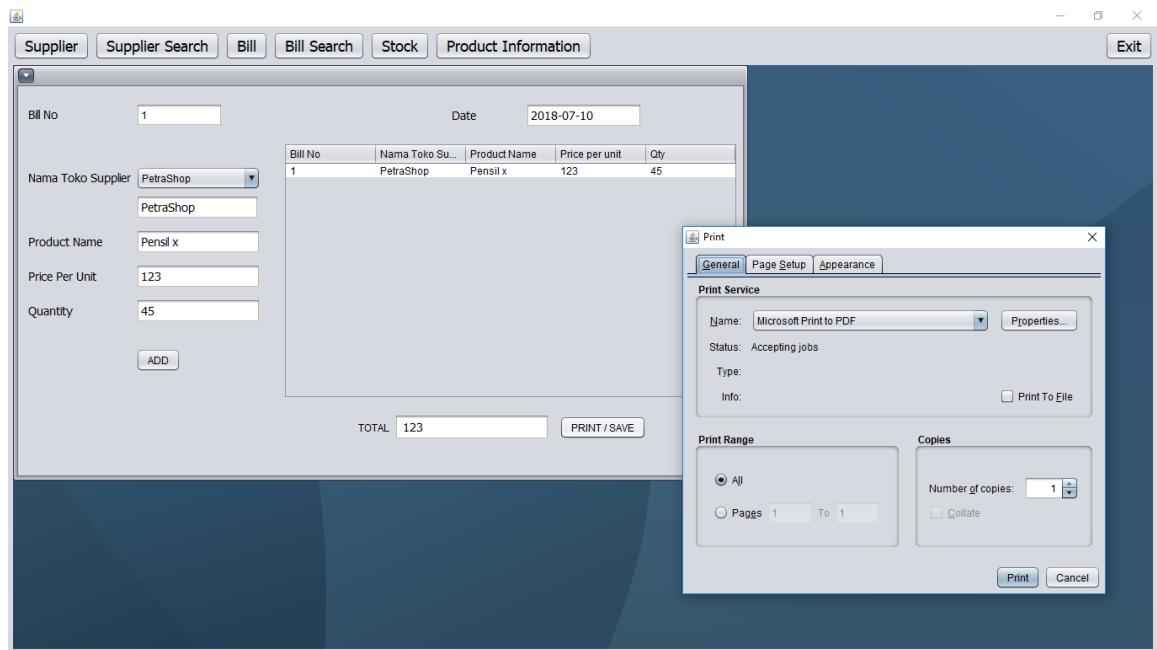 Supplier Supplier Search Bill Bill Search Stock Product Information Exit
Bill No 1 Date 2018-07-10
Bill No Nama Toko Su... Product Name Price per unit Qty
1 PetraShop Pensil x 123 45
Nama Toko Supplier PetraShop
PetraShop
Product Name Pensil x
Price Per Unit 123
Quantity 45
ADD
TOTAL 123 PRINT / SAVE
Print
General Page Setup Appearance
Print Service
Name: Microsoft Print to PDF Properties...
Status: Accepting jobs
Type:
Info: Print To File
Print Range Copies
All
Number of copies: 1
Pages 1 To 1 Collate
Print Cancel